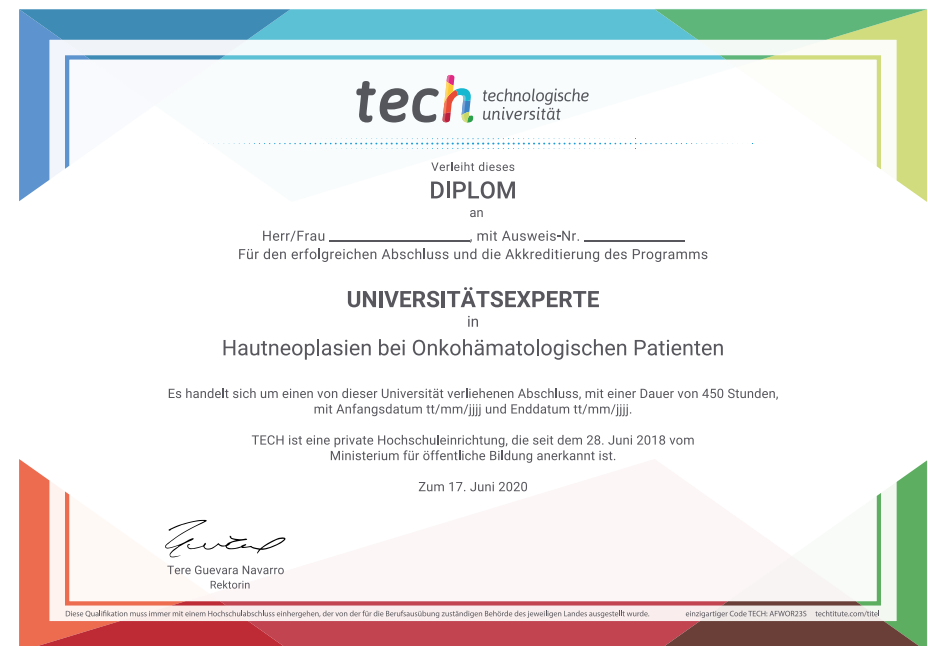 tech technologische
universität
Verleiht dieses
DIPLOM
an
Herr/Frau ____________, mit Ausweis-Nr. ____________
Für den erfolgreichen Abschluss und die Akkreditierung des Programms
UNIVERSITÄTSEXPERTE
in
Hautneoplasien bei Onkohämatologischen Patienten
Es handelt sich um einen von dieser Universität verliehenen Abschluss, mit einer Dauer von 450 Stunden,
mit Anfangsdatum tt/mm/jjjj und Enddatum tt/mm/jjjj.
TECH ist eine private Hochschuleinrichtung, die seit dem 28. Juni 2018 vom
Ministerium für öffentliche Bildung anerkannt ist.
Zum 17. Juni 2020
Tere Guevara Navarro
Rektorin
Diese Qualifikation muss immer mit einem Hochschulabschluss einhergehen, der von der für die Berufsausübung zuständigen Behörde des jeweiligen Landes ausgestellt wurde. einzigartiger Code TECH: AFWOR23S techtitute.com/titel